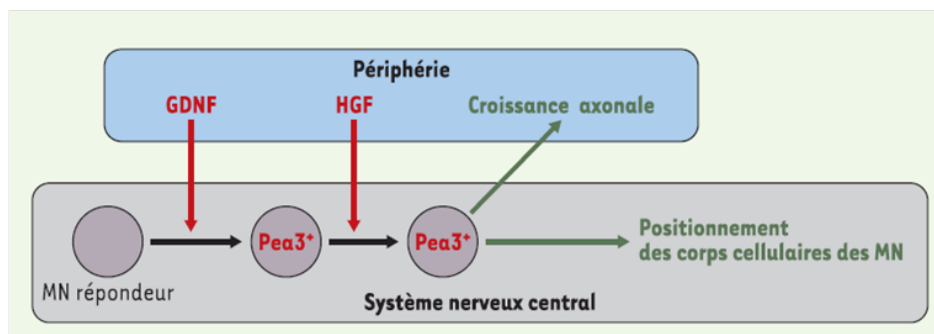 Périphérie
GDNF
HGF
Croissance axonale
Pea3+
Pea3+
Positionnement
des corps cellulaires des MN
MN répondeur
Système nerveux central